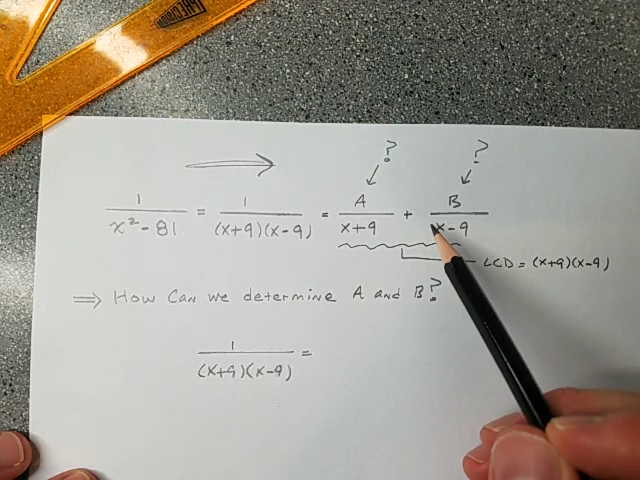 ? ?
1/(x²-81) = 1/((x+9)(x-9)) = A/(x+9) + B/(x-9)
LCD = (x+9)(x-9)
⇒ How Can we determine A and B?
1/((x+9)(x-9)) =